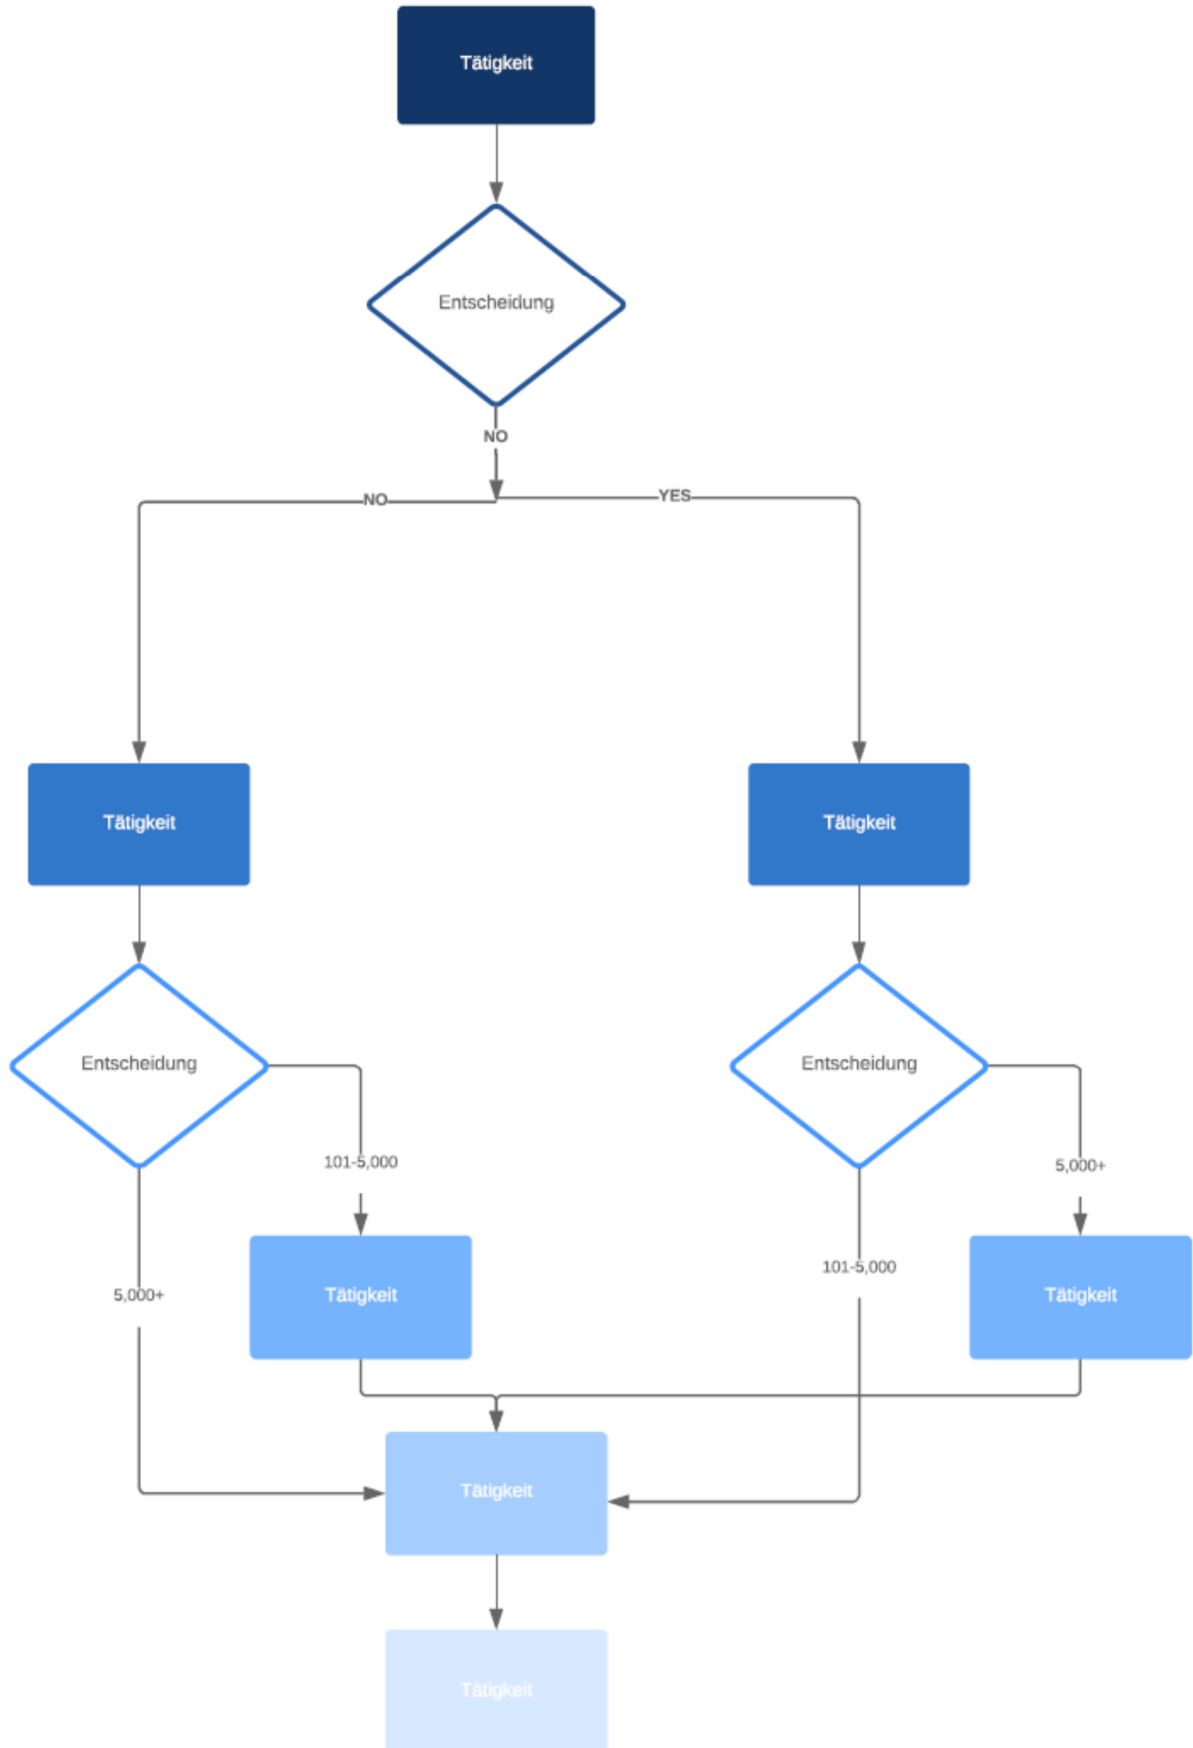 Tätigkeit
Entscheidung
NO
NO
YES
Tätigkeit
Tätigkeit
Entscheidung
Entscheidung
101-5,000
5,000+
101-5,000
5,000+
Tätigkeit
Tätigkeit
Tätigkeit
Tätigkeit